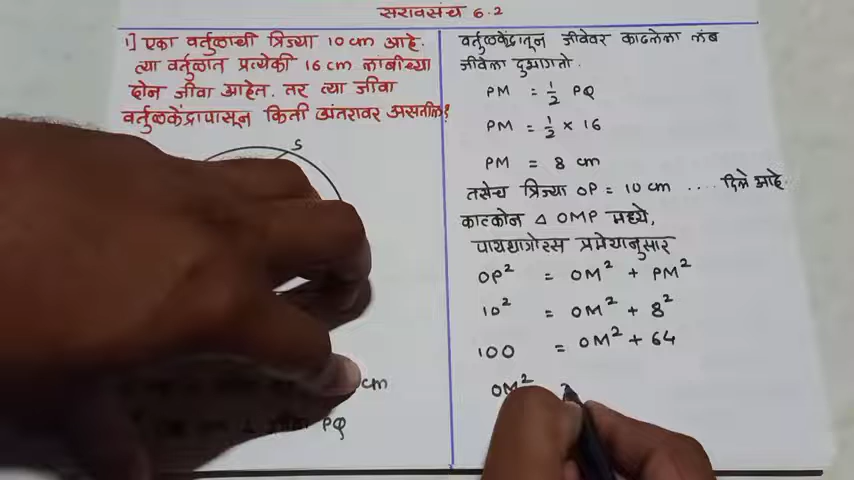 सरावसंच 6.2
1] एका वर्तुळाची त्रिज्या 10 cm आहे.
त्या वर्तुळात प्रत्येकी 16 cm लांबीच्या
दोन जीवा आहेत. तर त्या जीवा
वर्तुळकेंद्रापासून किती अंतरावर असतील?
S
cm
PQ
वर्तुळकेंद्रातून जीवेवर काढलेला लंब
जीवेला दुभागतो.
PM = 1/2 PQ
PM = 1/2 × 16
PM = 8 cm
तसेच त्रिज्या OP = 10 cm .... दिले आहे.
काटकोन △ OMP मध्ये,
पायथागोरस प्रमेयानुसार
OP² = OM² + PM²
10² = OM² + 8²
100 = OM² + 64
OM²